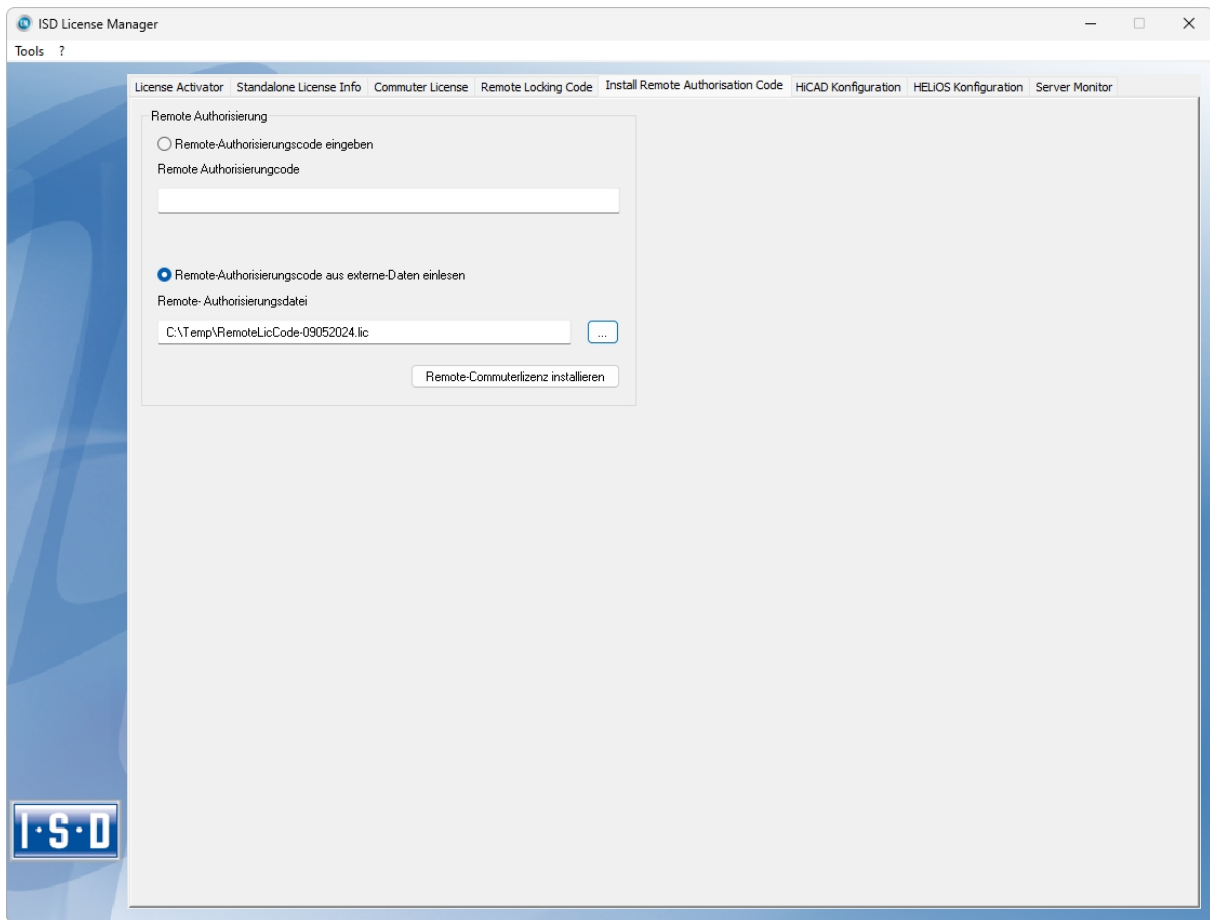 ISD License Manager
Tools ?
License Activator Standalone License Info Commuter License Remote Locking Code Install Remote Authorisation Code HiCAD Konfiguration HELiOS Konfiguration Server Monitor
Remote Authorisierung
Remote-Authorisierungscode eingeben
Remote Authorisierungcode
Remote-Authorisierungscode aus externe-Daten einlesen
Remote- Authorisierungsdatei
C:\Temp\RemoteLicCode-09052024.lic
...
Remote-Commuterlizenz installieren
I·S·D